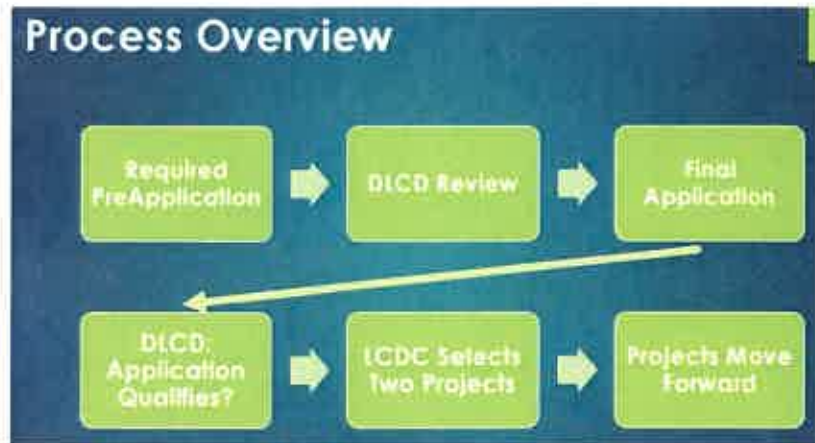 Process Overview
Required
PreApplication
DLCD Review
Final
Application
DLCD:
Application
Qualifies?
LCDC Selects
Two Projects
Projects Move
Forward